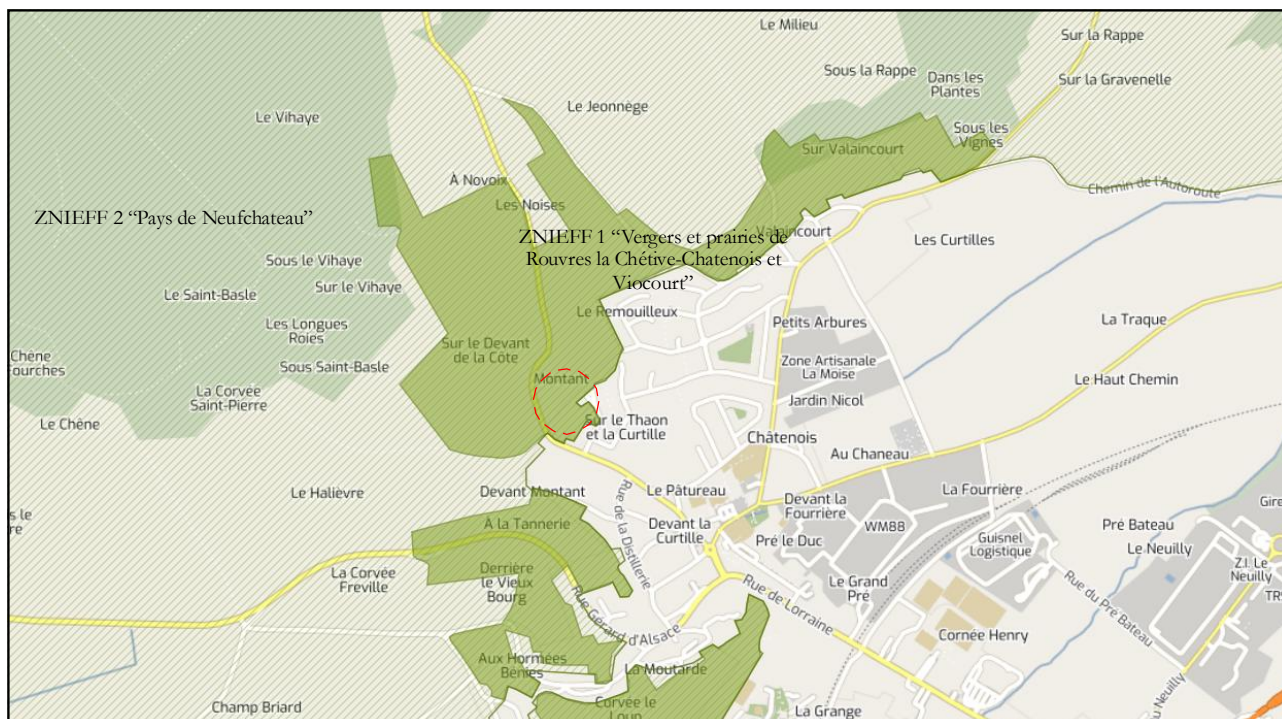 Le Milieu
Sur la Rappe
Sous la Rappe
Dans les
Plantes
Sur la Gravenelle
Le Jeonnège
Le Vihaye
Sous les
Vignes
Sur Valaincourt
À Novoix
Chemin de l'Autoroute
Les Noises
ZNIEFF 2 “Pays de Neufchateau”
ZNIEFF 1 “Vergers et prairies de
Rouvres la Chétive-Chatenois et
Viocourt”
Valaincourt
Les Curtilles
Sous le Vihaye
Sur le Vihaye
Le Saint-Basle
Le Remouilleux
Les Longues
Roies
Petits Arbures
La Traque
Sur le Devant
de la Côte
Chêne
Sous Saint-Basle
Zone Artisanale
La Moise
Montant
Le Haut Chemin
La Corvée
Saint-Pierre
Jardin Nicol
Le Chêne
Sur le Thaon
et la Curtille
Châtenois
Au Chaneau
Le Halièvre
Devant Montant
Le Pâtureau
La Fourrière
Devant la
Fourrière
Rue de la Distillerie
À la Tannerie
Devant la
Curtille
WM88
Pré Bateau
Gire
Pré le Duc
Guisnel
Logistique
Le Neuilly
La Corvée
Freville
Derrière
le Vieux
Bourg
Le Grand
Pré
Z.I. Le
Neuilly
Rue du Pré Bateau
TRS
Rue de Lorraine
Rue Gérard d'Alsace
Cornée Henry
Aux Hormées
Bénies
La Moutarde
Corvée le
Loup
Champ Briard
La Grange
u Neuilly